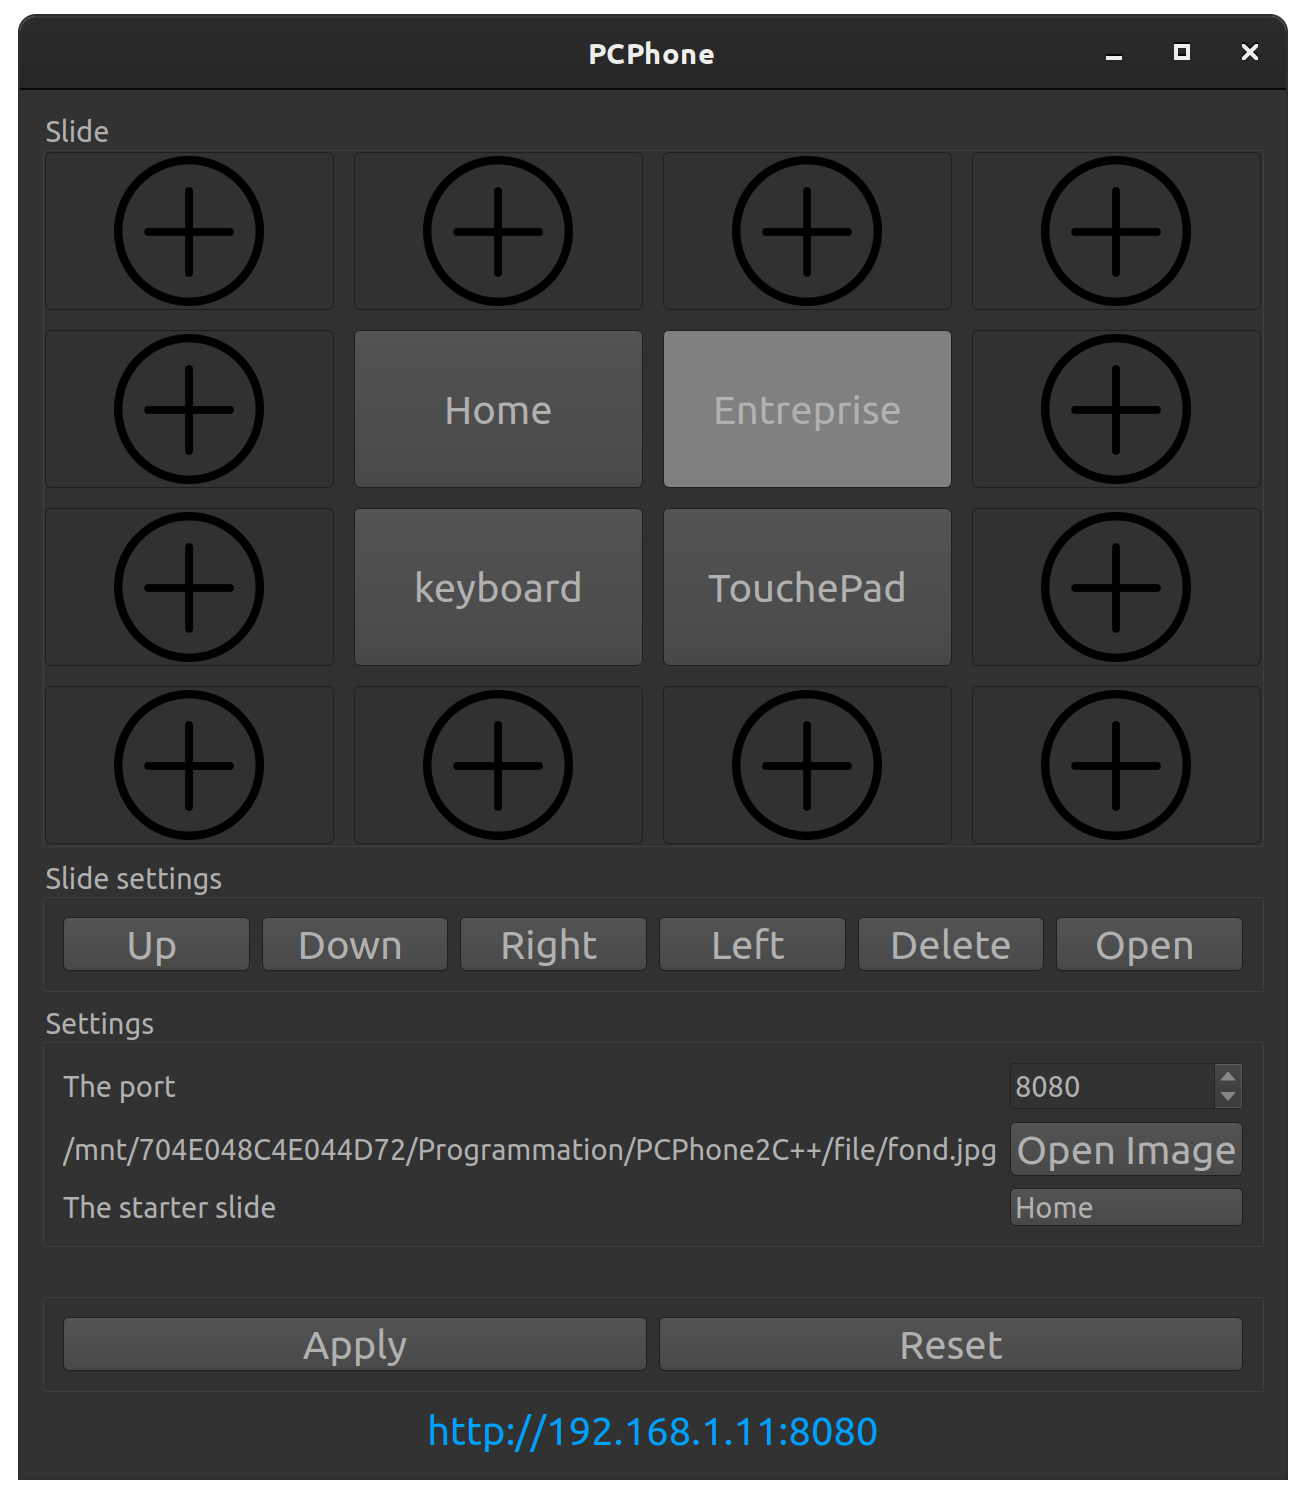 PCPhone
Slide
Home
Entreprise
keyboard
TouchePad
Slide settings
Up
Down
Right
Left
Delete
Open
Settings
The port
8080
/mnt/704E048C4E044D72/Programmation/PCPhone2C++/file/fond.jpg
Open Image
The starter slide
Home
Apply
Reset
http://192.168.1.11:8080